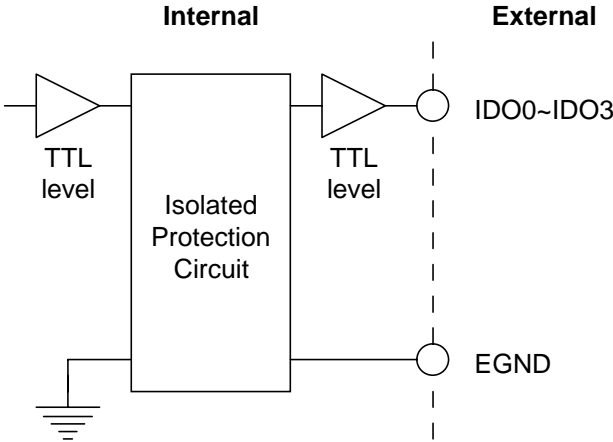 Internal
External
IDO0~IDO3
TTL
level
TTL
level
Isolated
Protection
Circuit
EGND